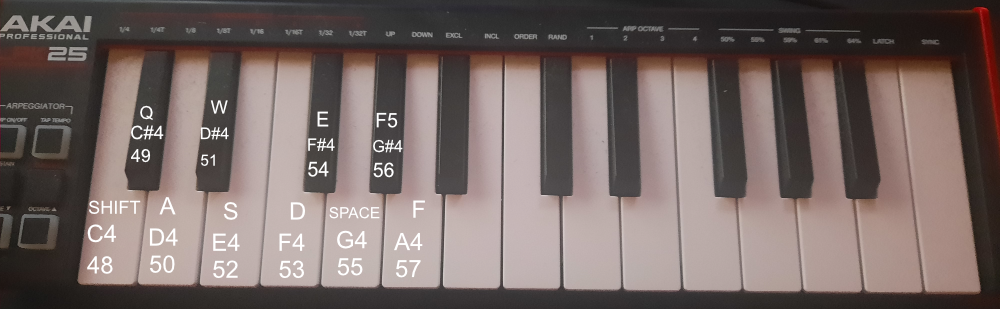 AKAI
PROFESSIONAL
25
1/4 1/4T 1/8 1/8T 1/16 1/16T 1/32 1/32T UP DOWN EXCL INCL ORDER RAND
ARP OCTAVE
1 2 3 4
SWING
50% 55% 59% 61% 64% LATCH SYNC
ARPEGGIATOR
ON/OFF TAP TEMPO
OCTAVE
Q
C#4
49
W
D#4
51
E
F#4
54
F5
G#4
56
SHIFT
C4
48
A
D4
50
S
E4
52
D
F4
53
SPACE
G4
55
F
A4
57